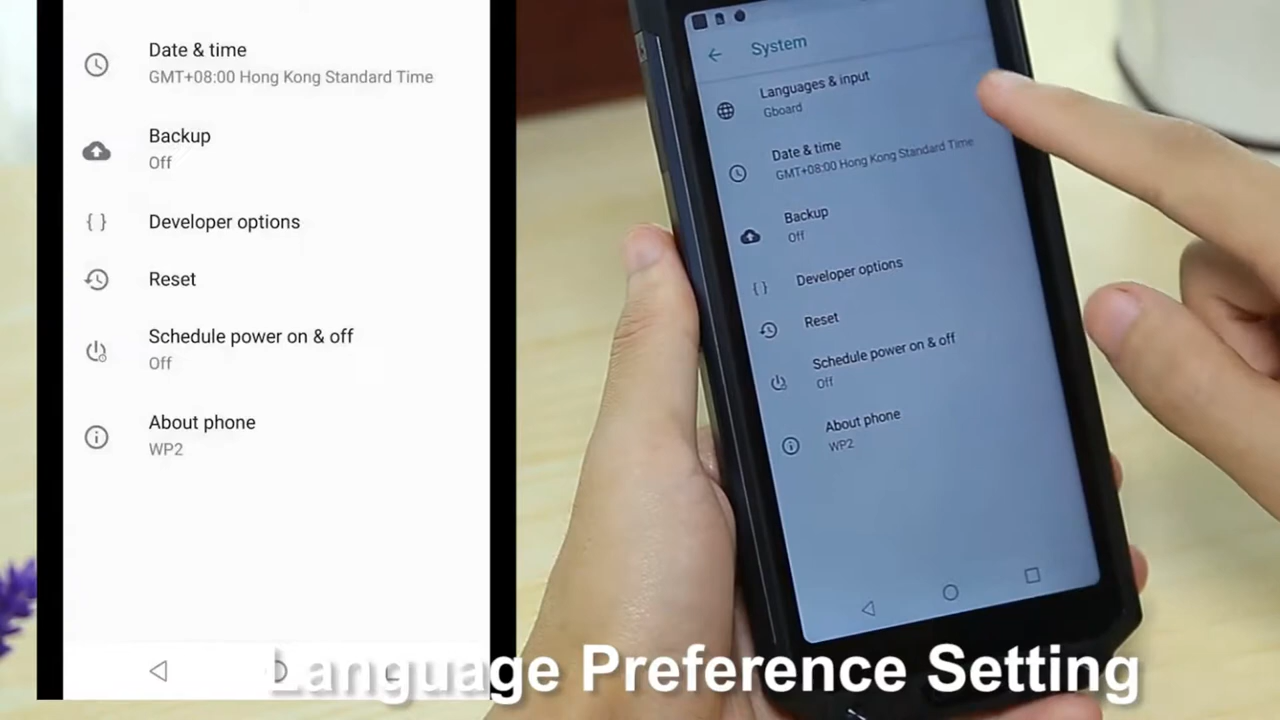 Date & time
GMT+08:00 Hong Kong Standard Time
Backup
Off
{ } Developer options
Reset
Schedule power on & off
Off
About phone
WP2
System
Languages & input
Gboard
Date & time
GMT+08:00 Hong Kong Standard Time
Backup
Off
{ } Developer options
Reset
Schedule power on & off
Off
About phone
WP2
Language Preference Setting